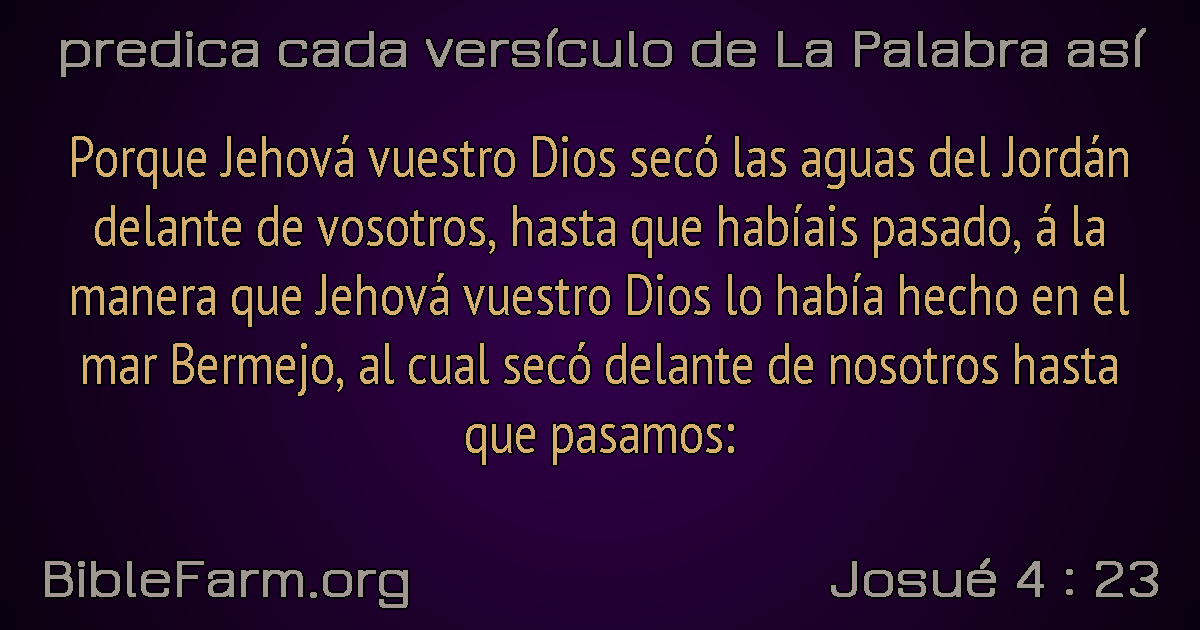 predica cada versículo de La Palabra así
Porque Jehová vuestro Dios secó las aguas del Jordán
delante de vosotros, hasta que habíais pasado, á la
manera que Jehová vuestro Dios lo había hecho en el
mar Bermejo, al cual secó delante de nosotros hasta
que pasamos:
BibleFarm.org
Josué 4 : 23